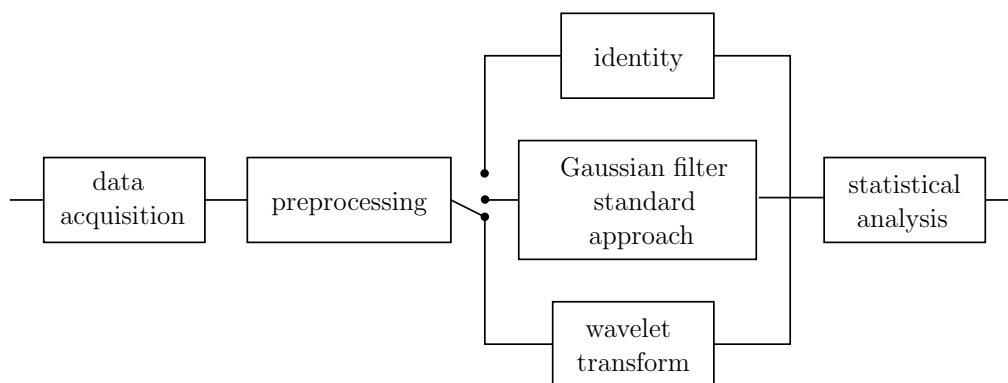 identity
data
acquisition
preprocessing
Gaussian filter
standard
approach
statistical
analysis
wavelet
transform